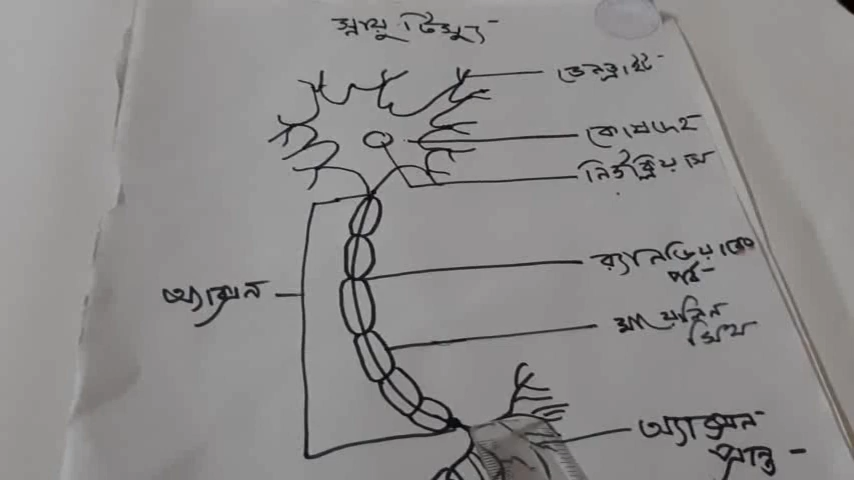 স্নায়ু টিস্যু
ডেনড্রাইট
কোষদেহ
নিউক্লিয়াস
র‍্যানভিয়ারের
পর্ব
অ্যাক্সন
মায়েলিন
সিথ
অ্যাক্সন
প্রান্ত